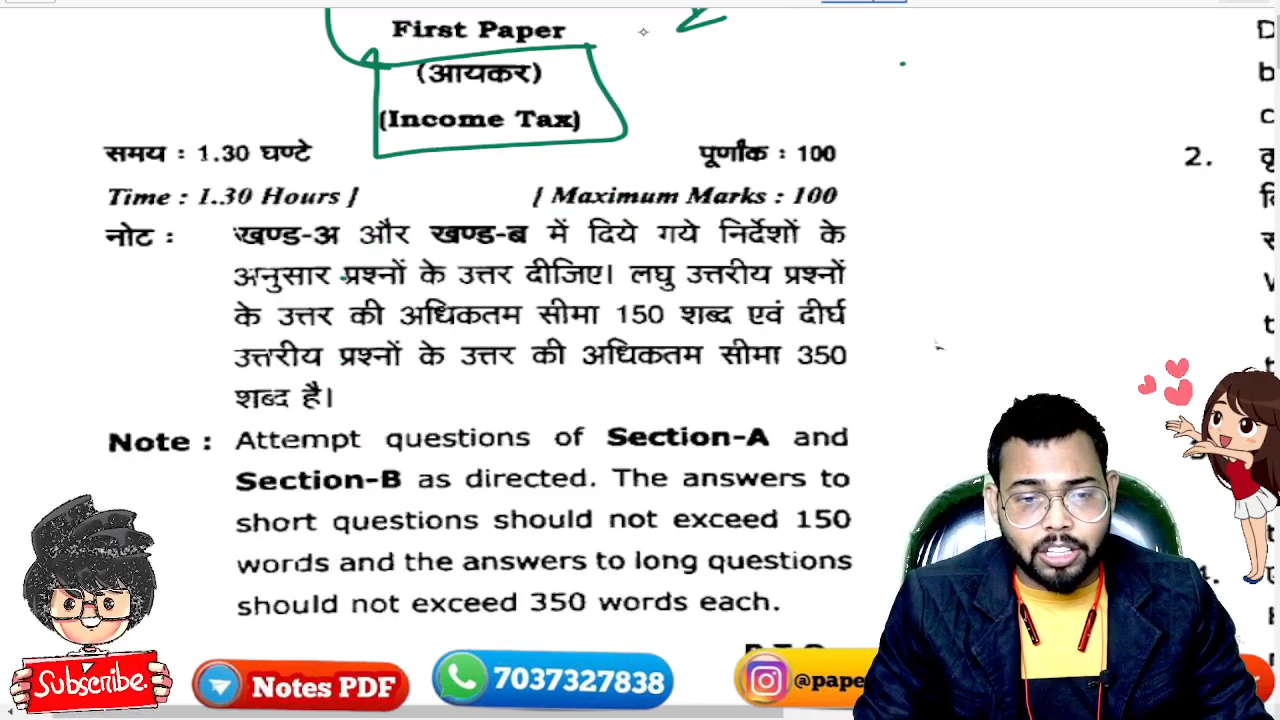 First Paper
(आयकर)
(Income Tax)
समय : 1.30 घण्टे
पूर्णांक : 100
Time : 1.30 Hours ]
[ Maximum Marks : 100
नोट :
खण्ड-अ और खण्ड-ब में दिये गये निर्देशों के
अनुसार प्रश्नों के उत्तर दीजिए। लघु उत्तरीय प्रश्नों
के उत्तर की अधिकतम सीमा 150 शब्द एवं दीर्घ
उत्तरीय प्रश्नों के उत्तर की अधिकतम सीमा 350
शब्द है।
Note : Attempt questions of Section-A and
Section-B as directed. The answers to
short questions should not exceed 150
words and the answers to long questions
should not exceed 350 words each.
2.
Subscribe.
Notes PDF
7037327838